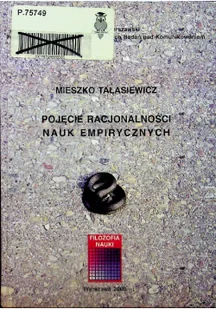 P.75749
MIESZKO TAŁASIEWICZ
POJĘCIE RACJONALNOŚCI
NAUK EMPIRYCZNYCH
FILOZOFIA
NAUKI